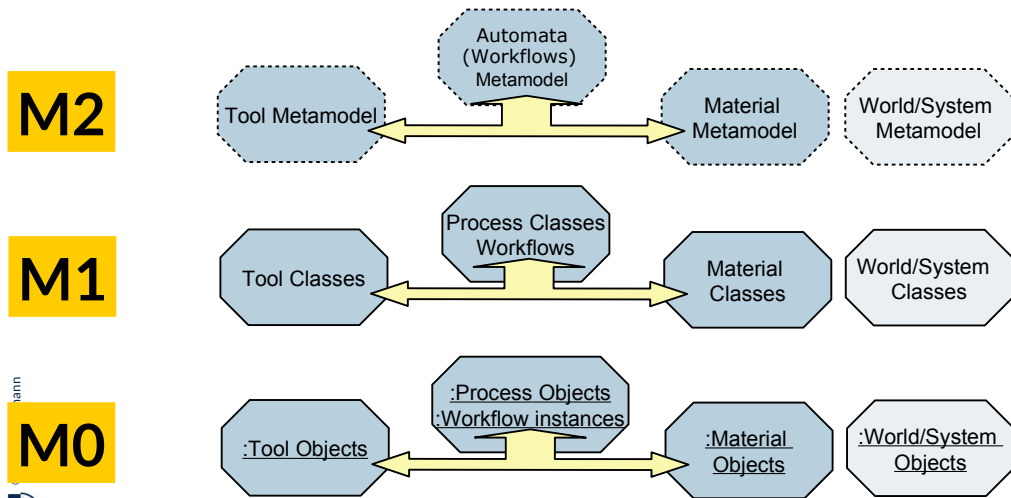 Automata
(Workflows)
Metamodel
M2
Tool Metamodel
Material
Metamodel
World/System
Metamodel
Process Classes
Workflows
M1
Tool Classes
Material
Classes
World/System
Classes
:Process Objects
:Workflow instances
mann
M0
:Tool Objects
:Material
Objects
:World/System
Objects